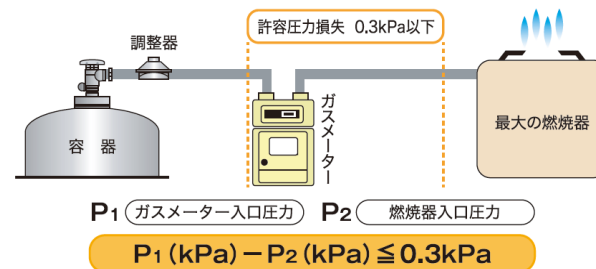 許容圧力損失 0.3kPa以下
調整器
ガスメーター
最大の燃焼器
容器
P1 ガスメーター入口圧力 P2 燃焼器入口圧力
P1(kPa)-P2(kPa)≦0.3kPa